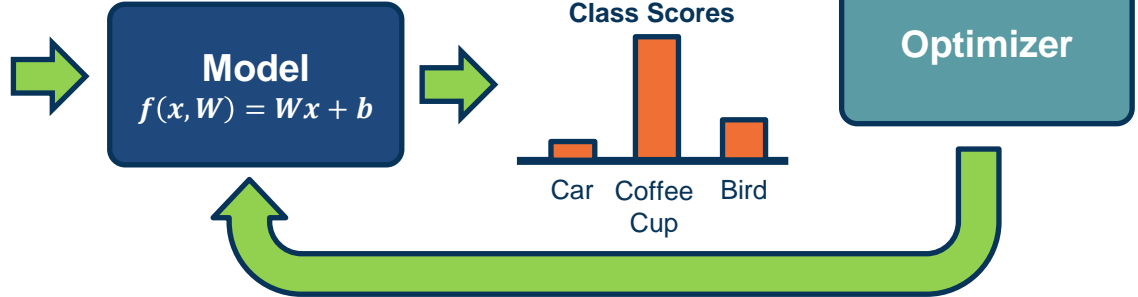 Class Scores
Model
f(x, W) = Wx + b
Optimizer
Car
Coffee
Cup
Bird